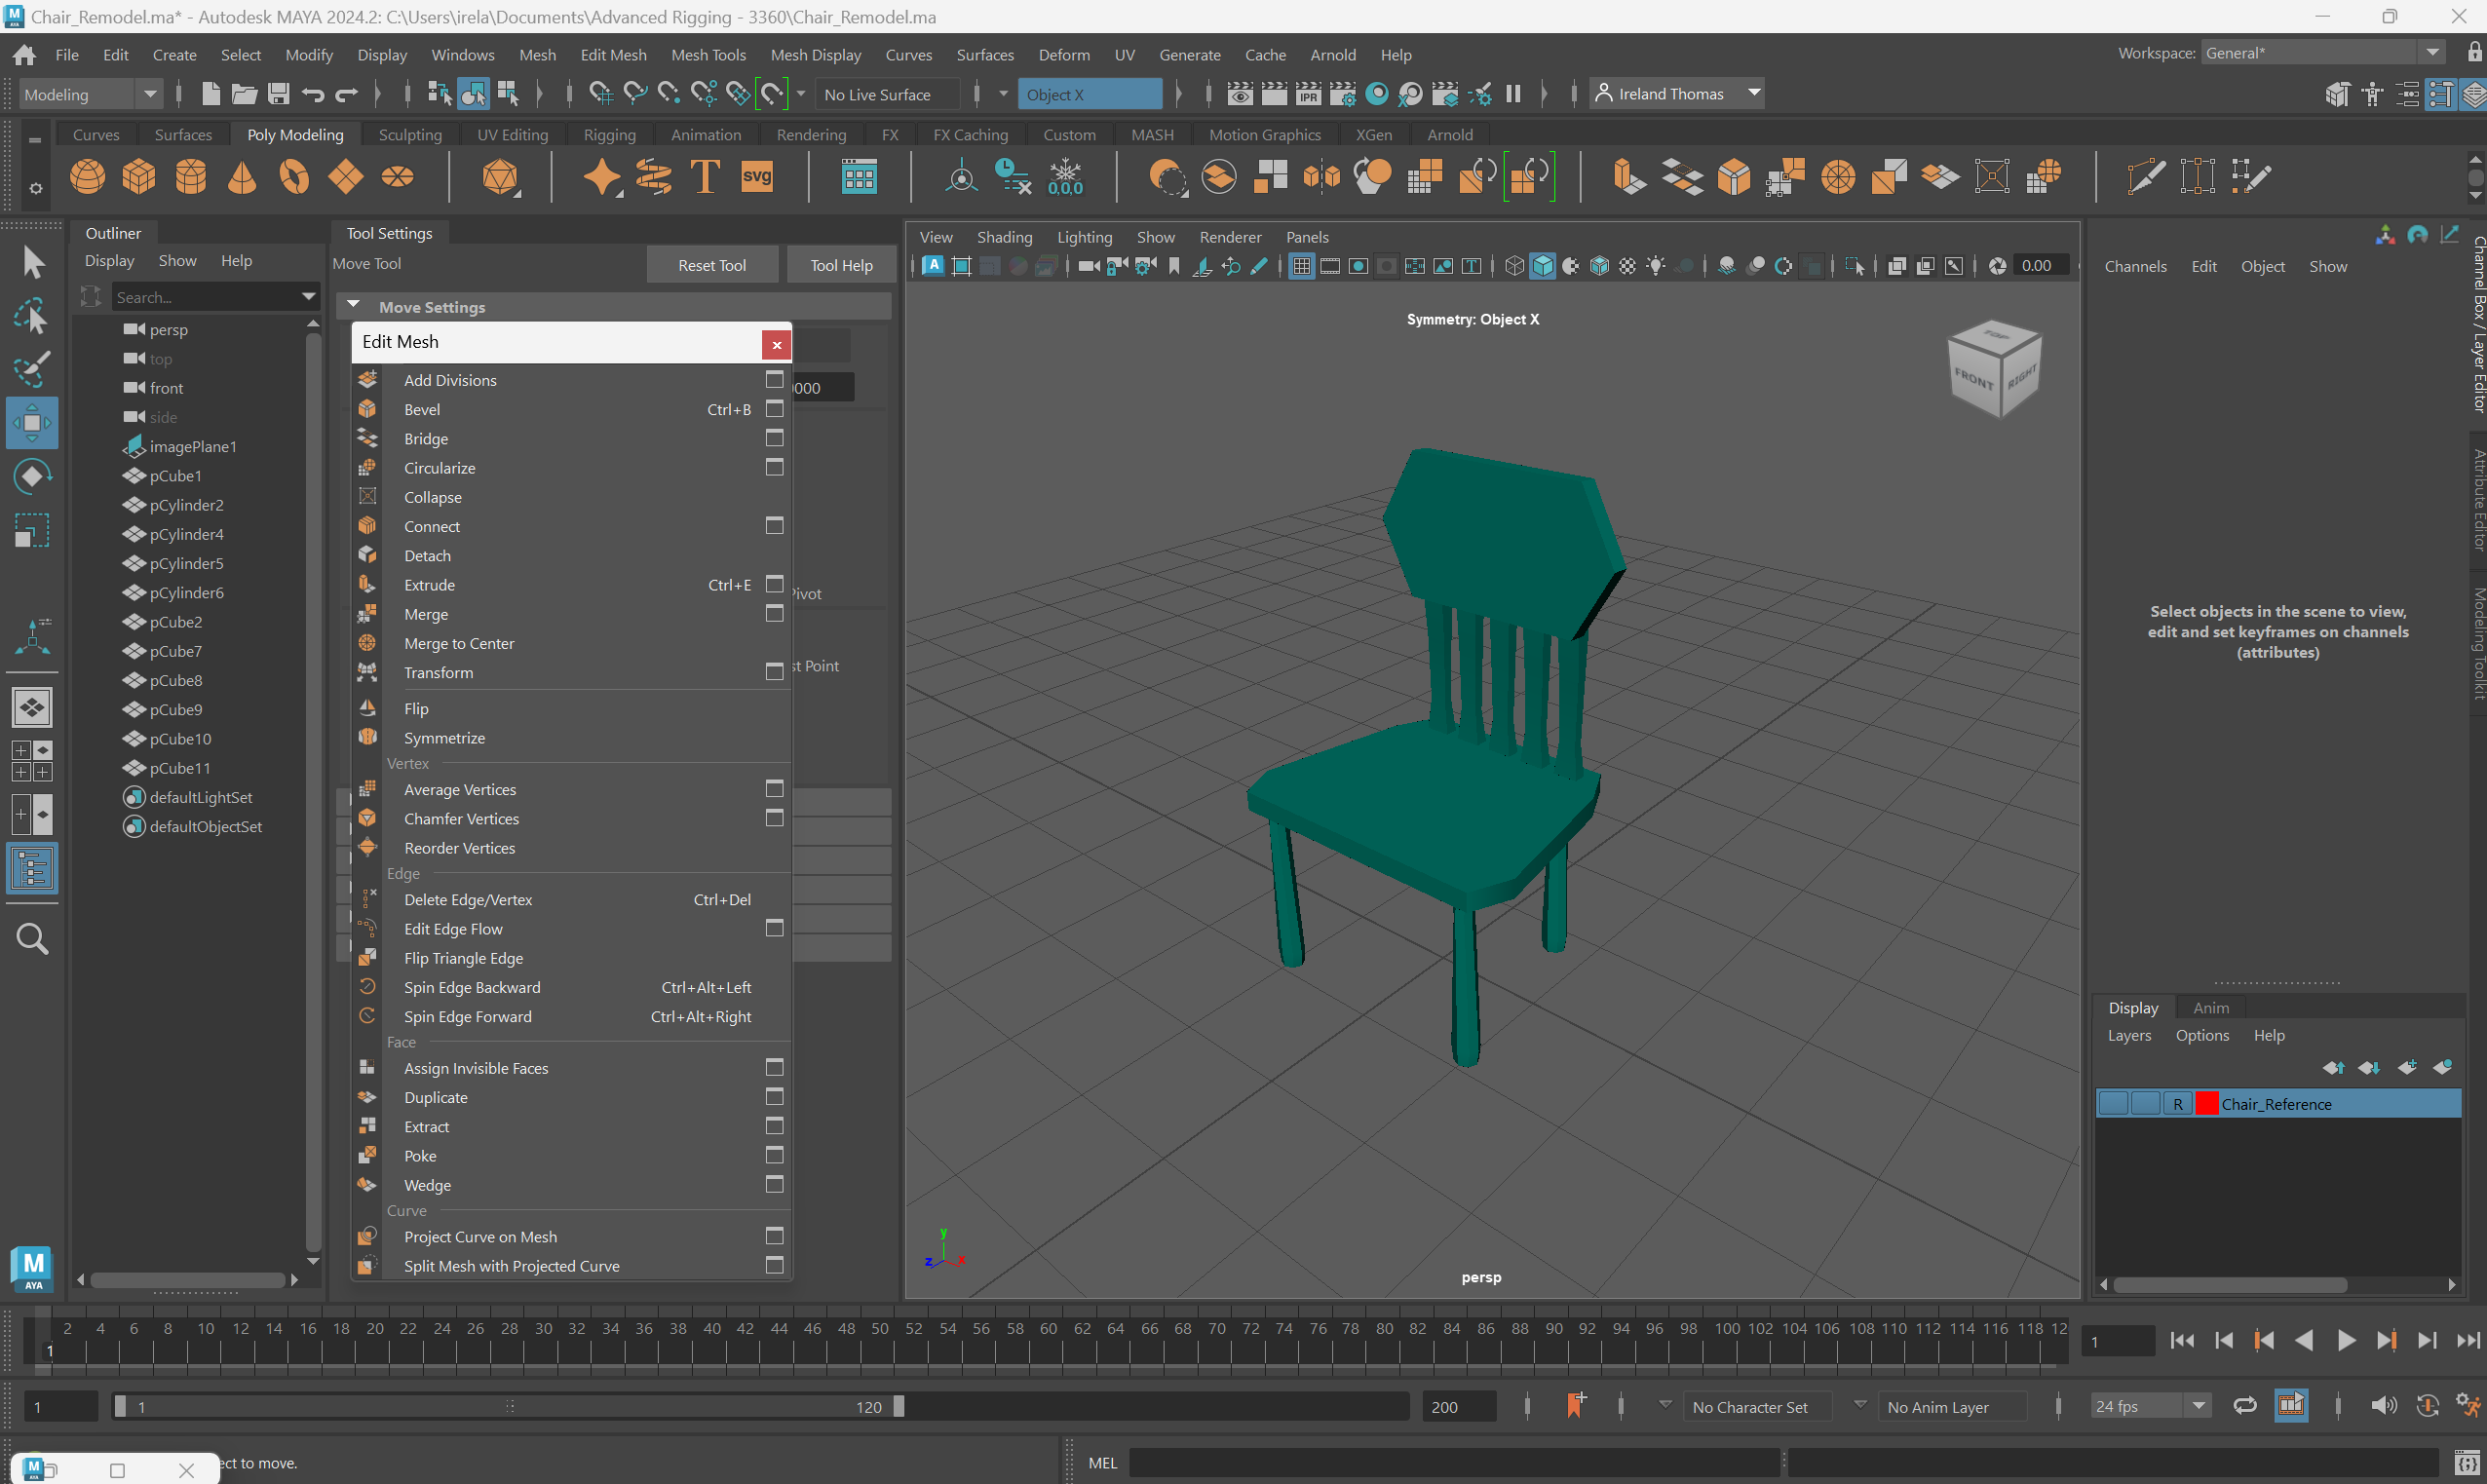 Chair_Remodel.ma* - Autodesk MAYA 2024.2: C:\Users\irela\Documents\Advanced Rigging - 3360\Chair_Remodel.ma
File Edit Create Select Modify Display Windows Mesh Edit Mesh Mesh Tools Mesh Display Curves Surfaces Deform UV Generate Cache Arnold Help
Workspace: General*
Modeling
No Live Surface
Object X
IPR
Ireland Thomas
Curves Surfaces Poly Modeling Sculpting UV Editing Rigging Animation Rendering FX FX Caching Custom MASH Motion Graphics XGen Arnold
T
svg
0,0,0
Outliner
Display Show Help
Search...
persp
top
front
side
imagePlane1
pCube1
pCylinder2
pCylinder4
pCylinder5
pCylinder6
pCube2
pCube7
pCube8
pCube9
pCube10
pCube11
defaultLightSet
defaultObjectSet
Tool Settings
Move Tool
Reset Tool
Tool Help
Move Settings
Edit Mesh
Add Divisions
Bevel Ctrl+B
Bridge
Circularize
Collapse
Connect
Detach
Extrude Ctrl+E
Merge
Merge to Center
Transform
Flip
Symmetrize
Vertex
Average Vertices
Chamfer Vertices
Reorder Vertices
Edge
Delete Edge/Vertex Ctrl+Del
Edit Edge Flow
Flip Triangle Edge
Spin Edge Backward Ctrl+Alt+Left
Spin Edge Forward Ctrl+Alt+Right
Face
Assign Invisible Faces
Duplicate
Extract
Poke
Wedge
Curve
Project Curve on Mesh
Split Mesh with Projected Curve
Point
View Shading Lighting Show Renderer Panels
0.00
Symmetry: Object X
TOP
FRONT
RIGHT
y
z
x
persp
Channels Edit Object Show
Select objects in the scene to view,
edit and set keyframes on channels
(attributes)
Channel Box / Layer Editor
Attribute Editor
Modeling Toolkit
Display Anim
Layers Options Help
R Chair_Reference
M
AYA
2 4 6 8 10 12 14 16 18 20 22 24 26 28 30 32 34 36 38 40 42 44 46 48 50 52 54 56 58 60 62 64 66 68 70 72 74 76 78 80 82 84 86 88 90 92 94 96 98 100 102 104 106 108 110 112 114 116 118 12
1
1
1
1
120
200
No Character Set
No Anim Layer
24 fps
ect to move.
MEL